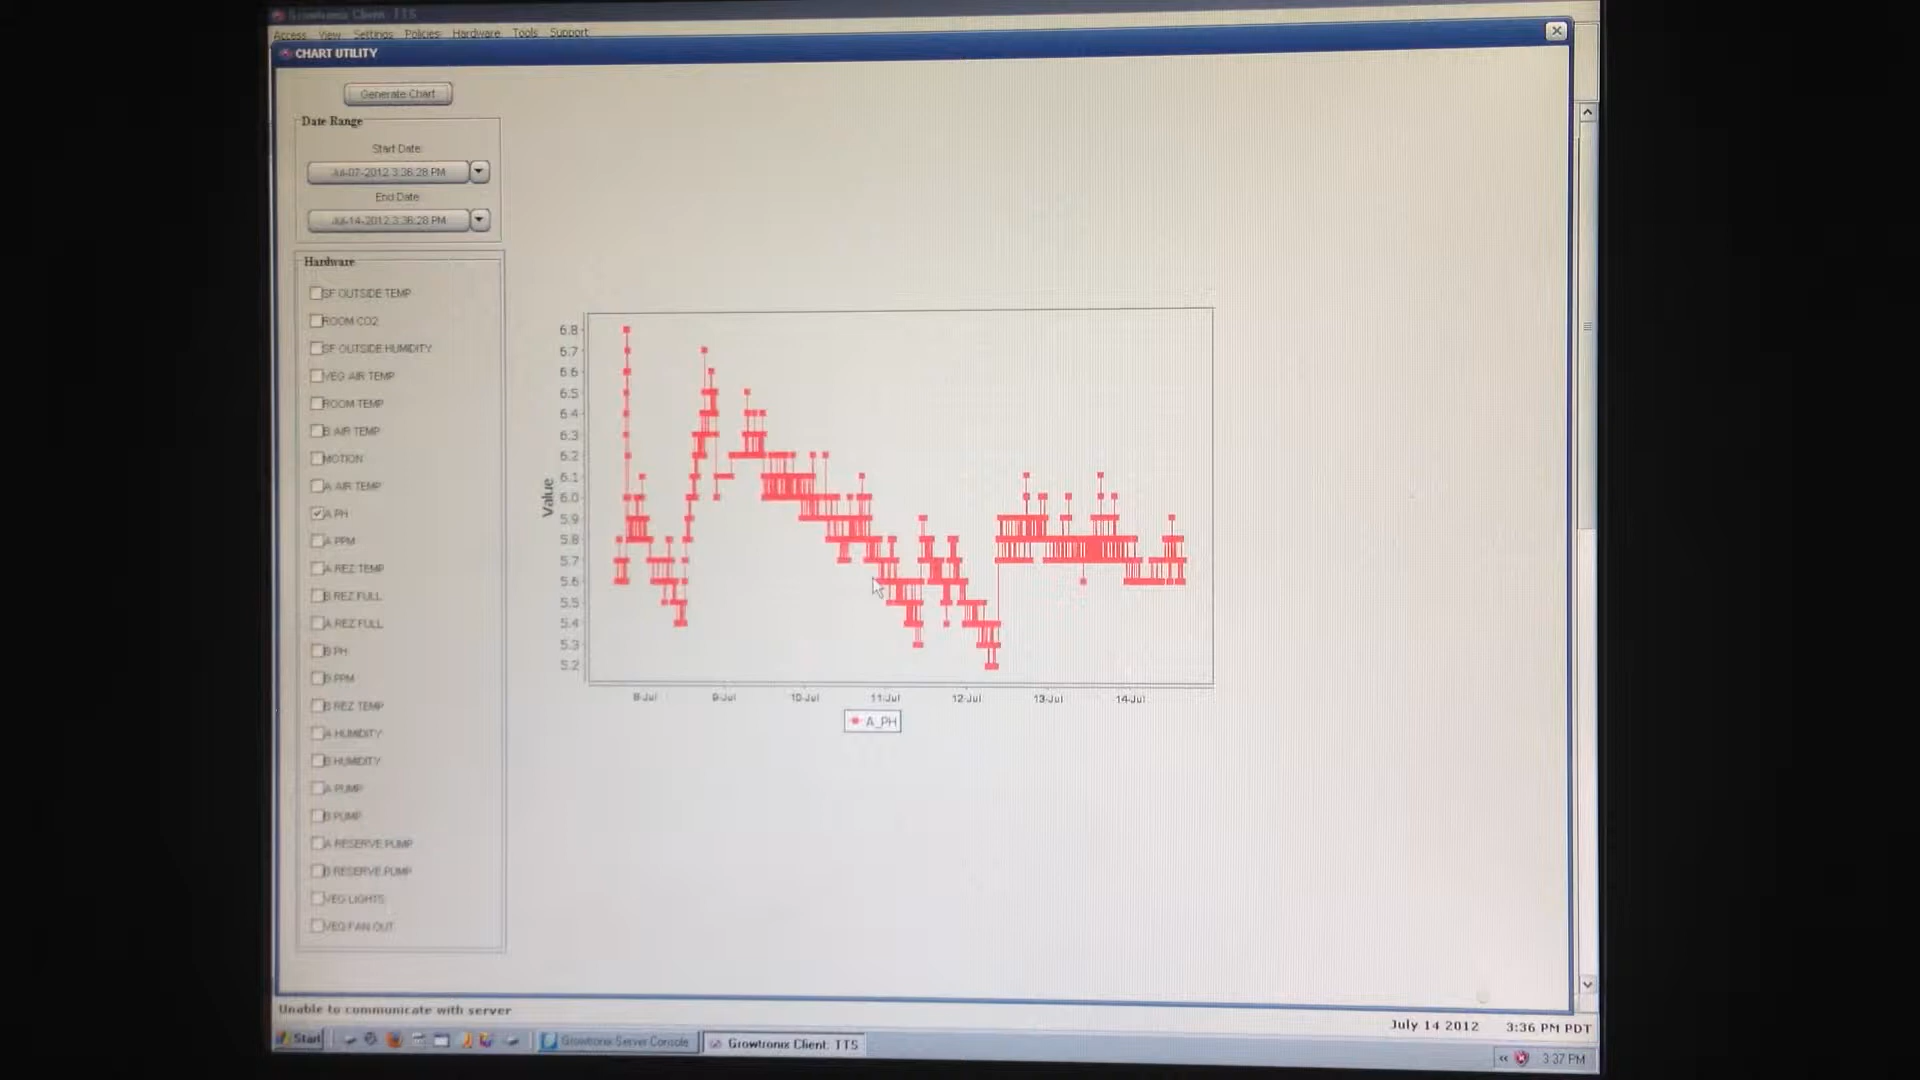 Growtronix Client: TTS
Access View Settings Policies Hardware Tools Support
CHART UTILITY
Generate Chart
Date Range
Start Date:
Jul-07-2012 3:36:28 PM
End Date:
Jul-14-2012 3:36:28 PM
Hardware
SF OUTSIDE TEMP
ROOM CO2
SF OUTSIDE HUMIDITY
VEG AIR TEMP
ROOM TEMP
B AIR TEMP
MOTION
A AIR TEMP
A PH
A PPM
A REZ TEMP
B REZ FULL
A REZ FULL
B PH
B PPM
B REZ TEMP
A HUMIDITY
B HUMIDITY
A PUMP
B PUMP
A RESERVE PUMP
B RESERVE PUMP
VEG LIGHTS
VEG FAN OUT
Value
6.8
6.7
6.6
6.5
6.4
6.3
6.2
6.1
6.0
5.9
5.8
5.7
5.6
5.5
5.4
5.3
5.2
8-Jul 9-Jul 10-Jul 11-Jul 12-Jul 13-Jul 14-Jul
A_PH
Unable to communicate with server
July 14 2012 3:36 PM PDT
Start
Growtronix Server Console
Growtronix Client: TTS
3:37 PM